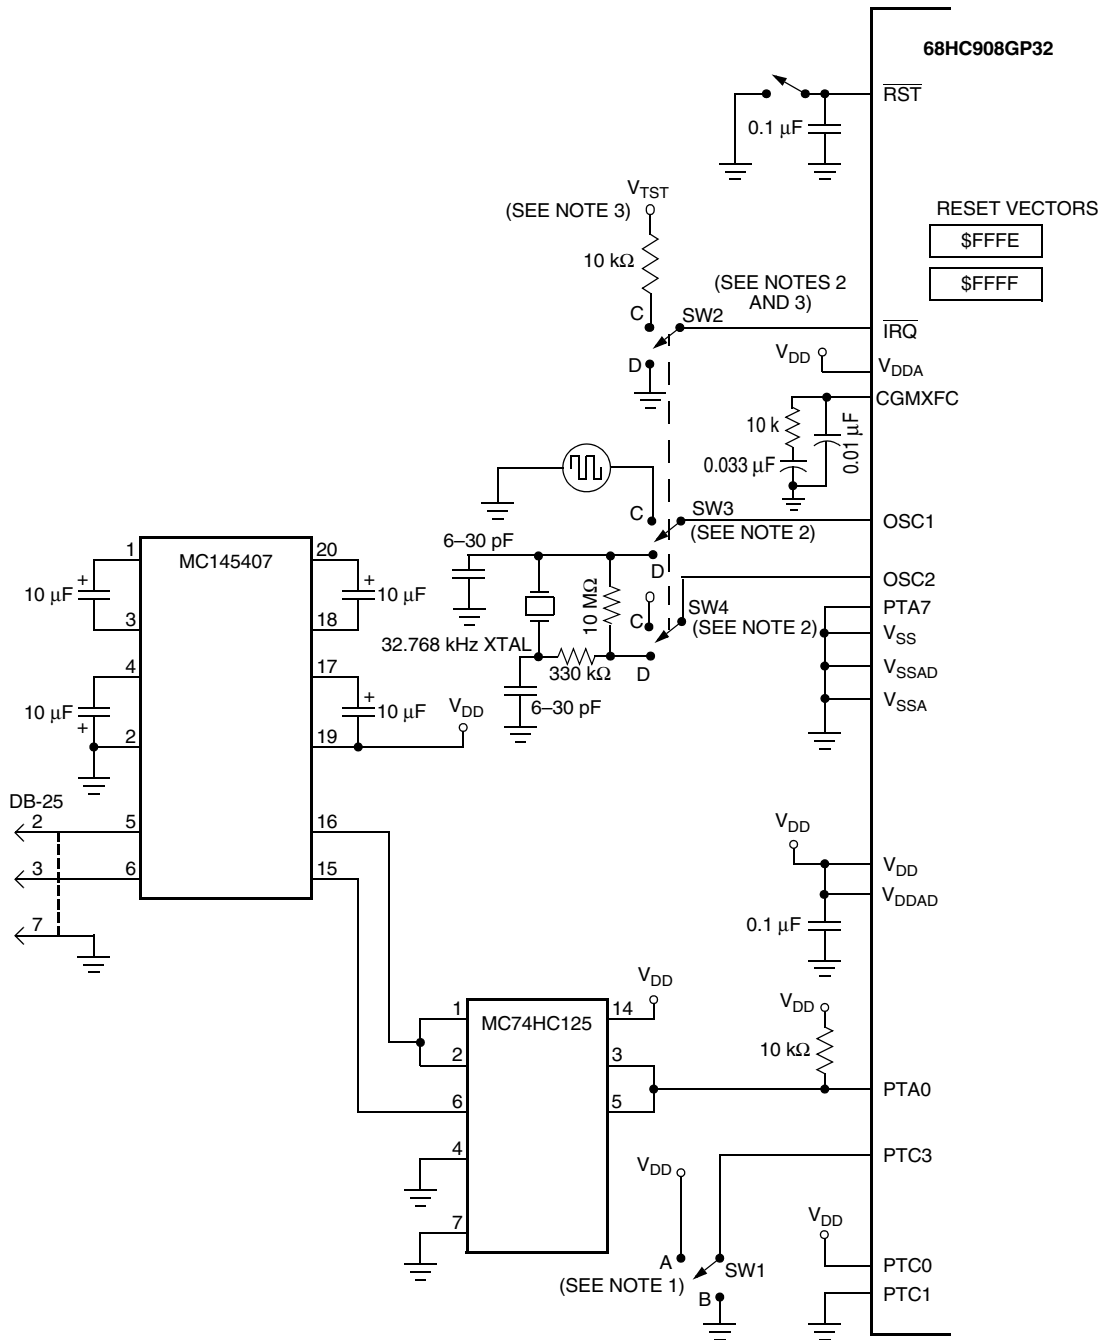 68HC908GP32
RST
0.1 µF
VTST
(SEE NOTE 3)
10 kΩ
RESET VECTORS
$FFFE
$FFFF
(SEE NOTES 2
AND 3)
C
SW2
IRQ
D
VDD
VDDA
CGMXFC
10 k
0.033 µF
0.01 µF
C
SW3
(SEE NOTE 2)
OSC1
6–30 pF
D
OSC2
10 MΩ
C
SW4
(SEE NOTE 2)
PTA7
VSS
32.768 kHz XTAL
330 kΩ
D
VSSAD
6–30 pF
VSSA
MC145407
1
20
10 µF
+
+
10 µF
3
18
4
17
10 µF
+
+
10 µF
VDD
2
19
DB-25
2
5
16
3
6
15
7
VDD
VDD
VDDAD
0.1 µF
MC74HC125
1
14
VDD
2
3
VDD
10 kΩ
6
5
PTA0
4
7
VDD
PTC3
A
SW1
(SEE NOTE 1)
B
VDD
PTC0
PTC1